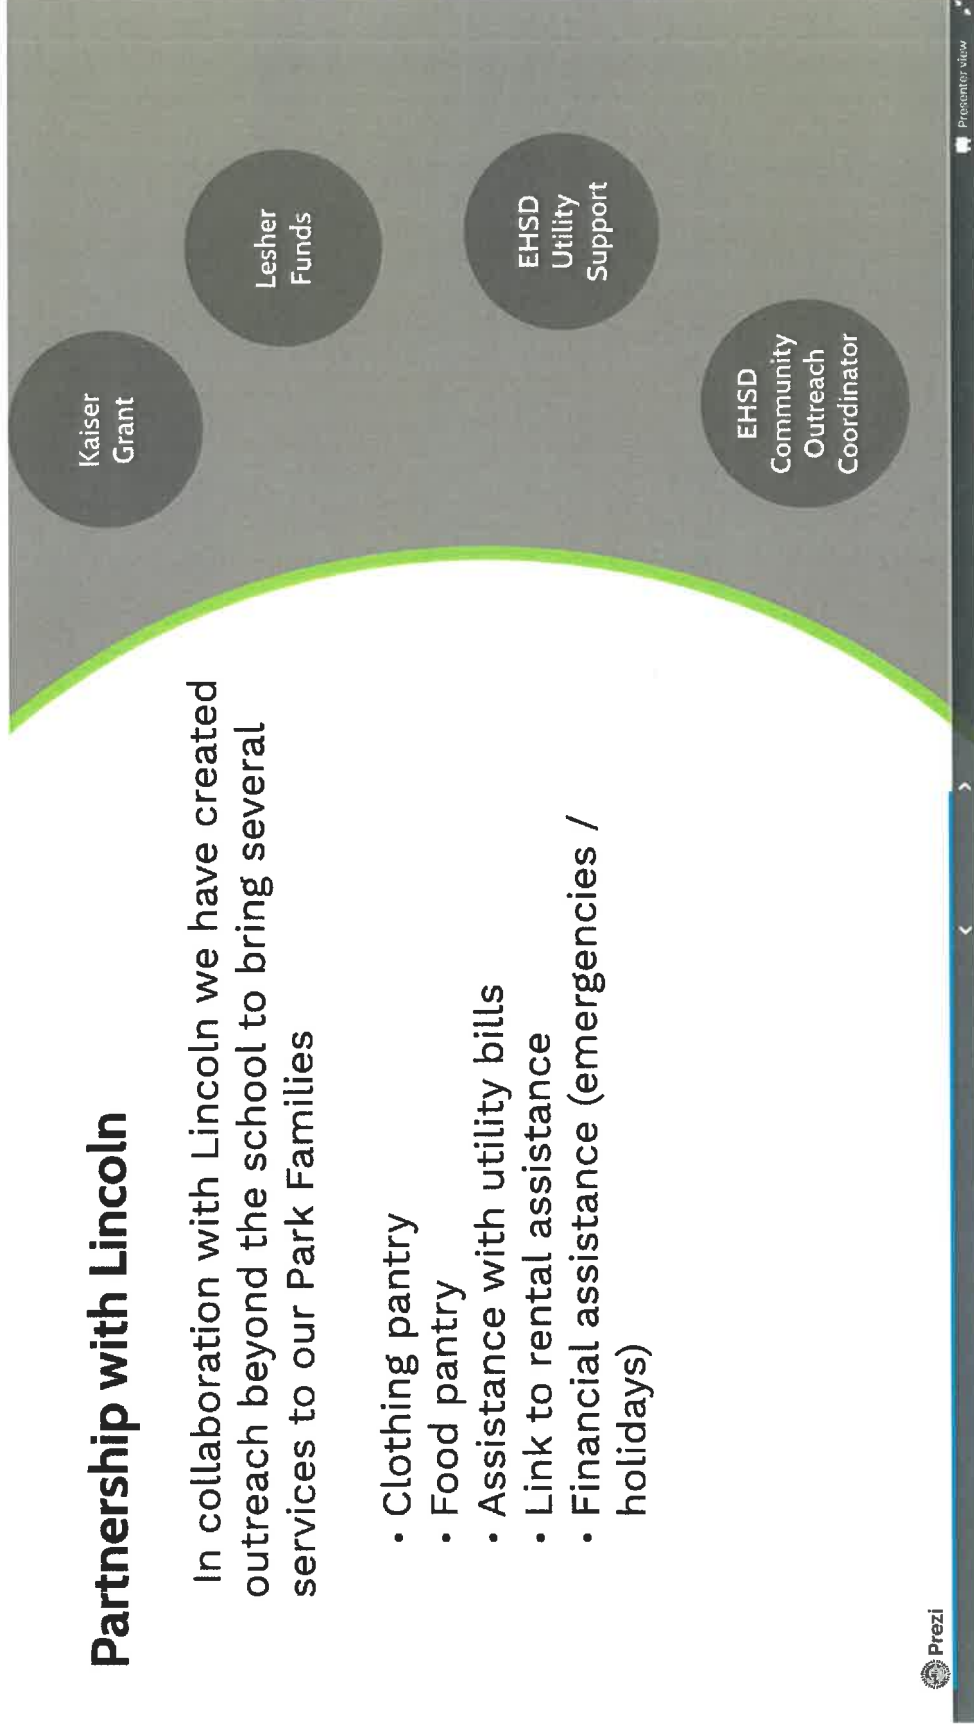 Partnership with Lincoln
In collaboration with Lincoln we have created
outreach beyond the school to bring several
services to our Park Families
• Clothing pantry
• Food pantry
• Assistance with utility bills
• Link to rental assistance
• Financial assistance (emergencies /
holidays)
Kaiser
Grant
Lesher
Funds
EHSD
Utility
Support
EHSD
Community
Outreach
Coordinator
Prezi
Presenter view